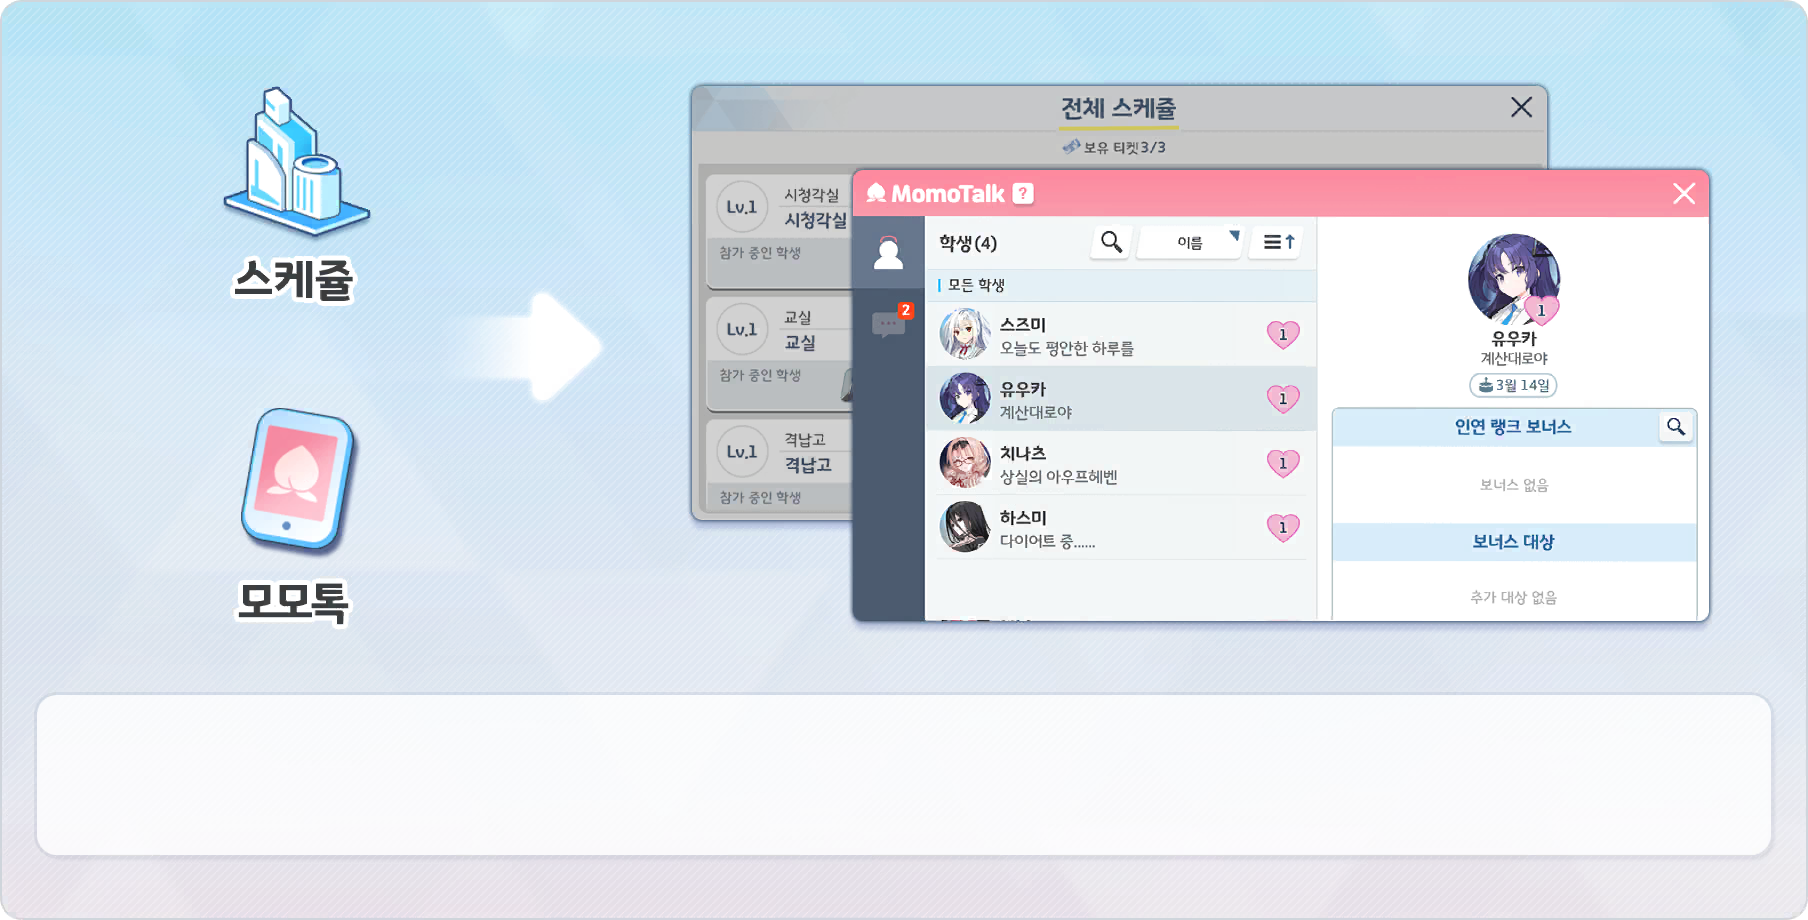 스케쥴
모모톡
전체 스케쥴
보유 티켓 3/3
Lv.1
시청각실
시청각실
참가 중인 학생
Lv.1
교실
교실
참가 중인 학생
Lv.1
격납고
격납고
참가 중인 학생
MomoTalk ?
2
학생(4)
이름
모든 학생
스즈미
오늘도 평안한 하루를
1
유우카
계산대로야
1
치나츠
상실의 아우프헤벤
1
하스미
다이어트 중......
1
1
유우카
계산대로야
3월 14일
인연 랭크 보너스
보너스 없음
보너스 대상
추가 대상 없음